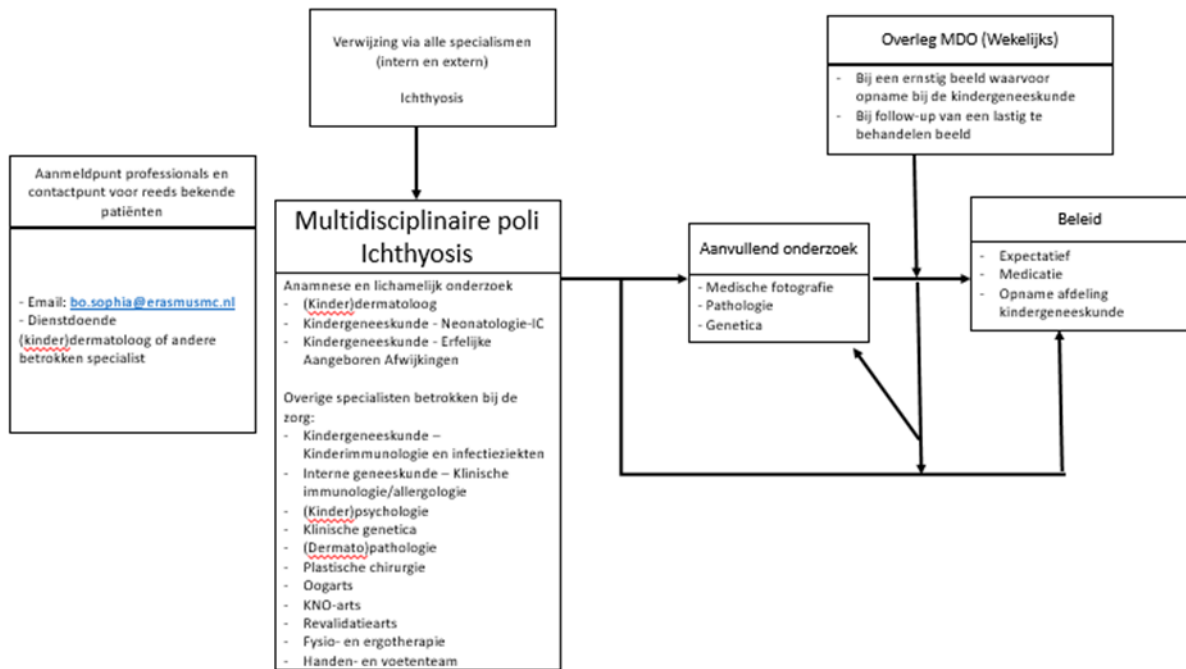 Verwijzing via alle specialismen
(intern en extern)
Ichthyosis
Overleg MDO (Wekelijks)
- Bij een ernstig beeld waarvoor
opname bij de kindergeneeskunde
- Bij follow-up van een lastig te
behandelen beeld
Aanmeldpunt professionals en
contactpunt voor reeds bekende
patiënten
- Email: bo.sophia@erasmusmc.nl
- Dienstdoende
(kinder)dermatoloog of andere
betrokken specialist
Multidisciplinaire poli
Ichthyosis
Anamnese en lichamelijk onderzoek
- (Kinder)dermatoloog
- Kindergeneeskunde - Neonatologie-IC
- Kindergeneeskunde - Erfelijke
Aangeboren Afwijkingen
Overige specialisten betrokken bij de
zorg:
- Kindergeneeskunde –
Kinderimmunologie en infectieziekten
- Interne geneeskunde – Klinische
immunologie/allergologie
- (Kinder)psychologie
- Klinische genetica
- (Dermato)pathologie
- Plastische chirurgie
- Oogarts
- KNO-arts
- Revalidatiearts
- Fysio- en ergotherapie
- Handen- en voetenteam
Aanvullend onderzoek
- Medische fotografie
- Pathologie
- Genetica
Beleid
- Expectatief
- Medicatie
- Opname afdeling
kindergeneeskunde